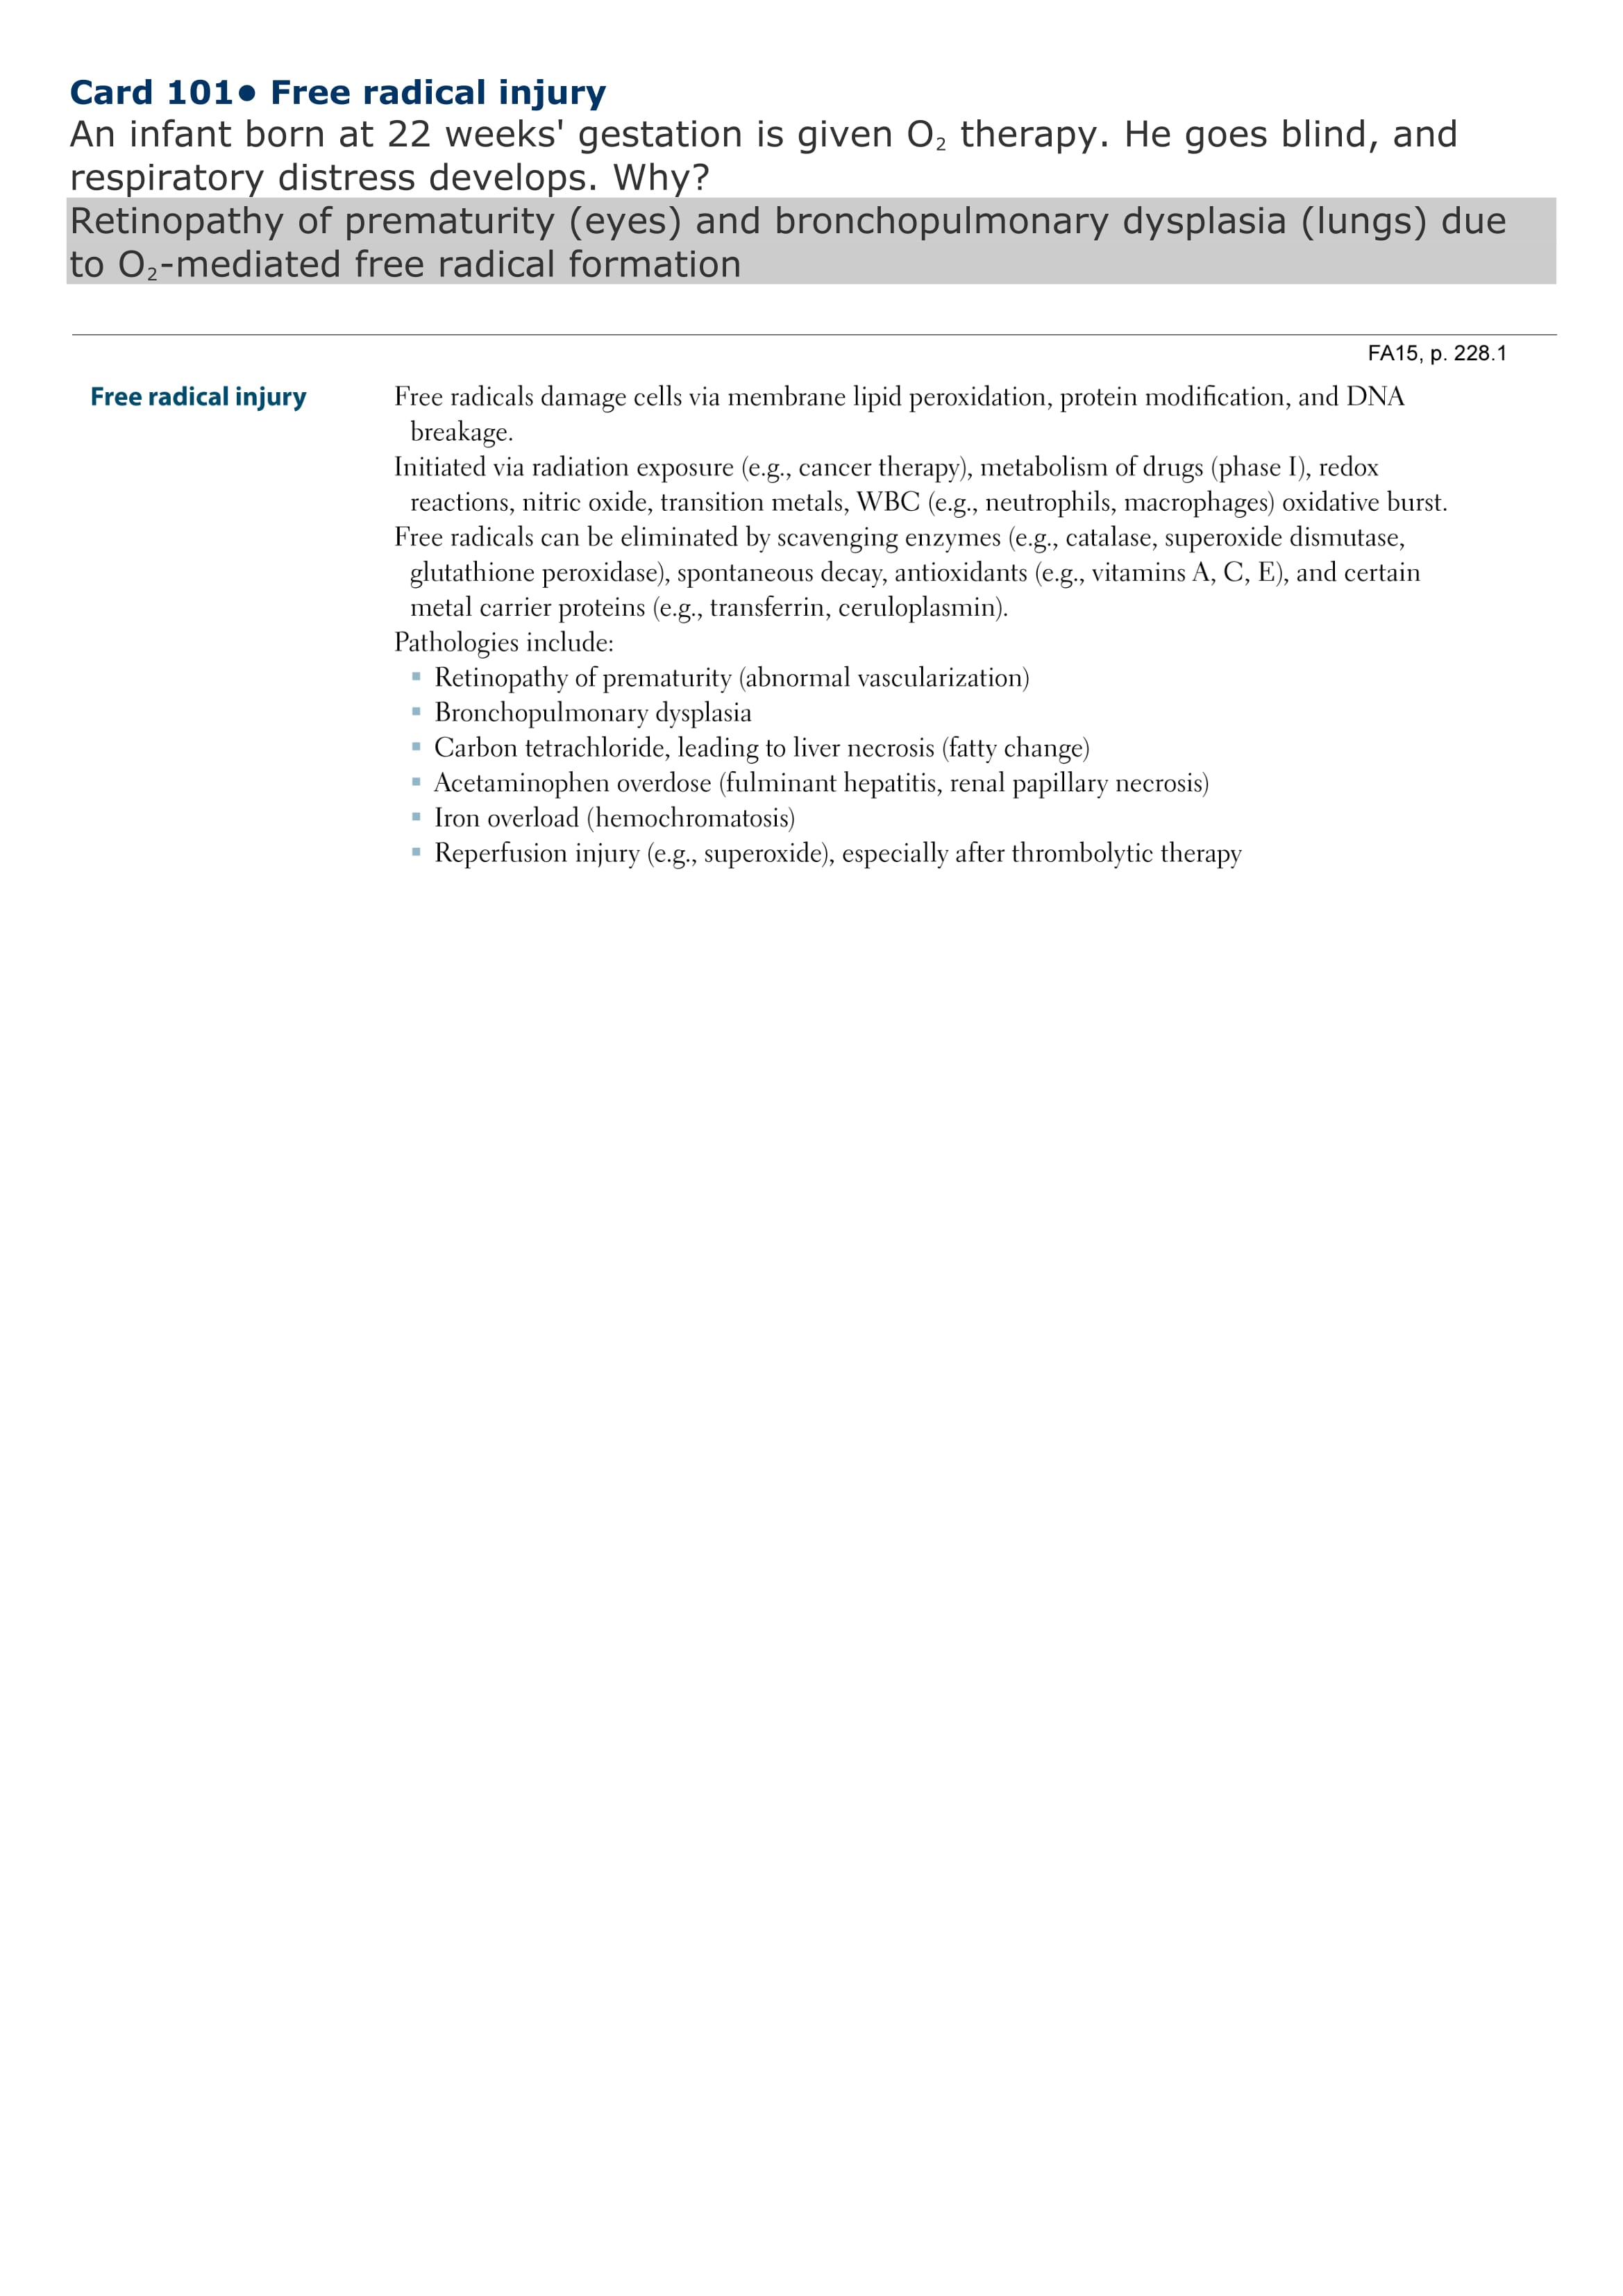 Card 101• Free radical injury
An infant born at 22 weeks' gestation is given O₂ therapy. He goes blind, and
respiratory distress develops. Why?
Retinopathy of prematurity (eyes) and bronchopulmonary dysplasia (lungs) due
to O₂-mediated free radical formation
FA15, p. 228.1
Free radical injury
Free radicals damage cells via membrane lipid peroxidation, protein modification, and DNA
breakage.
Initiated via radiation exposure (e.g., cancer therapy), metabolism of drugs (phase I), redox
reactions, nitric oxide, transition metals, WBC (e.g., neutrophils, macrophages) oxidative burst.
Free radicals can be eliminated by scavenging enzymes (e.g., catalase, superoxide dismutase,
glutathione peroxidase), spontaneous decay, antioxidants (e.g., vitamins A, C, E), and certain
metal carrier proteins (e.g., transferrin, ceruloplasmin).
Pathologies include:
▪ Retinopathy of prematurity (abnormal vascularization)
▪ Bronchopulmonary dysplasia
▪ Carbon tetrachloride, leading to liver necrosis (fatty change)
▪ Acetaminophen overdose (fulminant hepatitis, renal papillary necrosis)
▪ Iron overload (hemochromatosis)
▪ Reperfusion injury (e.g., superoxide), especially after thrombolytic therapy